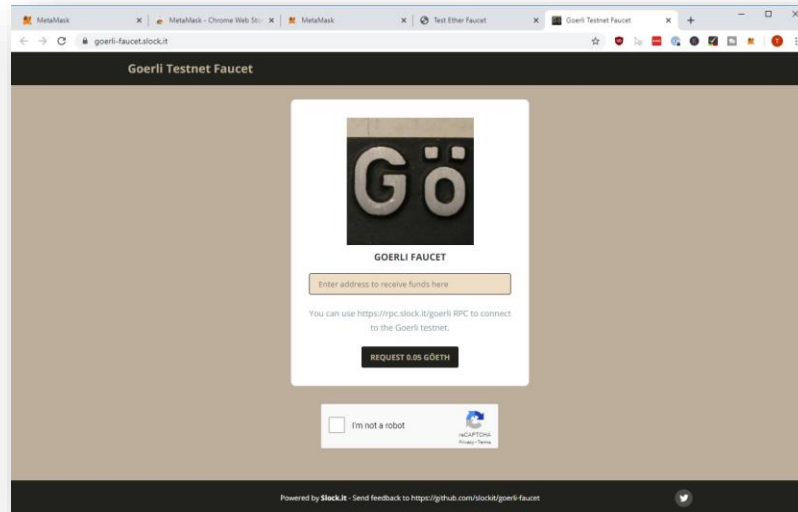 MetaMask
MetaMask - Chrome Web Stor
MetaMask
Test Ether Faucet
Goerli Testnet Faucet
goerli-faucet.slock.it
Goerli Testnet Faucet
Gö
GOERLI FAUCET
Enter address to receive funds here
You can use https://rpc.slock.it/goerli RPC to connect
to the Goerli testnet.
REQUEST 0.05 GÖETH
I'm not a robot
reCAPTCHA
Privacy - Terms
Powered by Slock.it - Send feedback to https://github.com/slockit/goerli-faucet